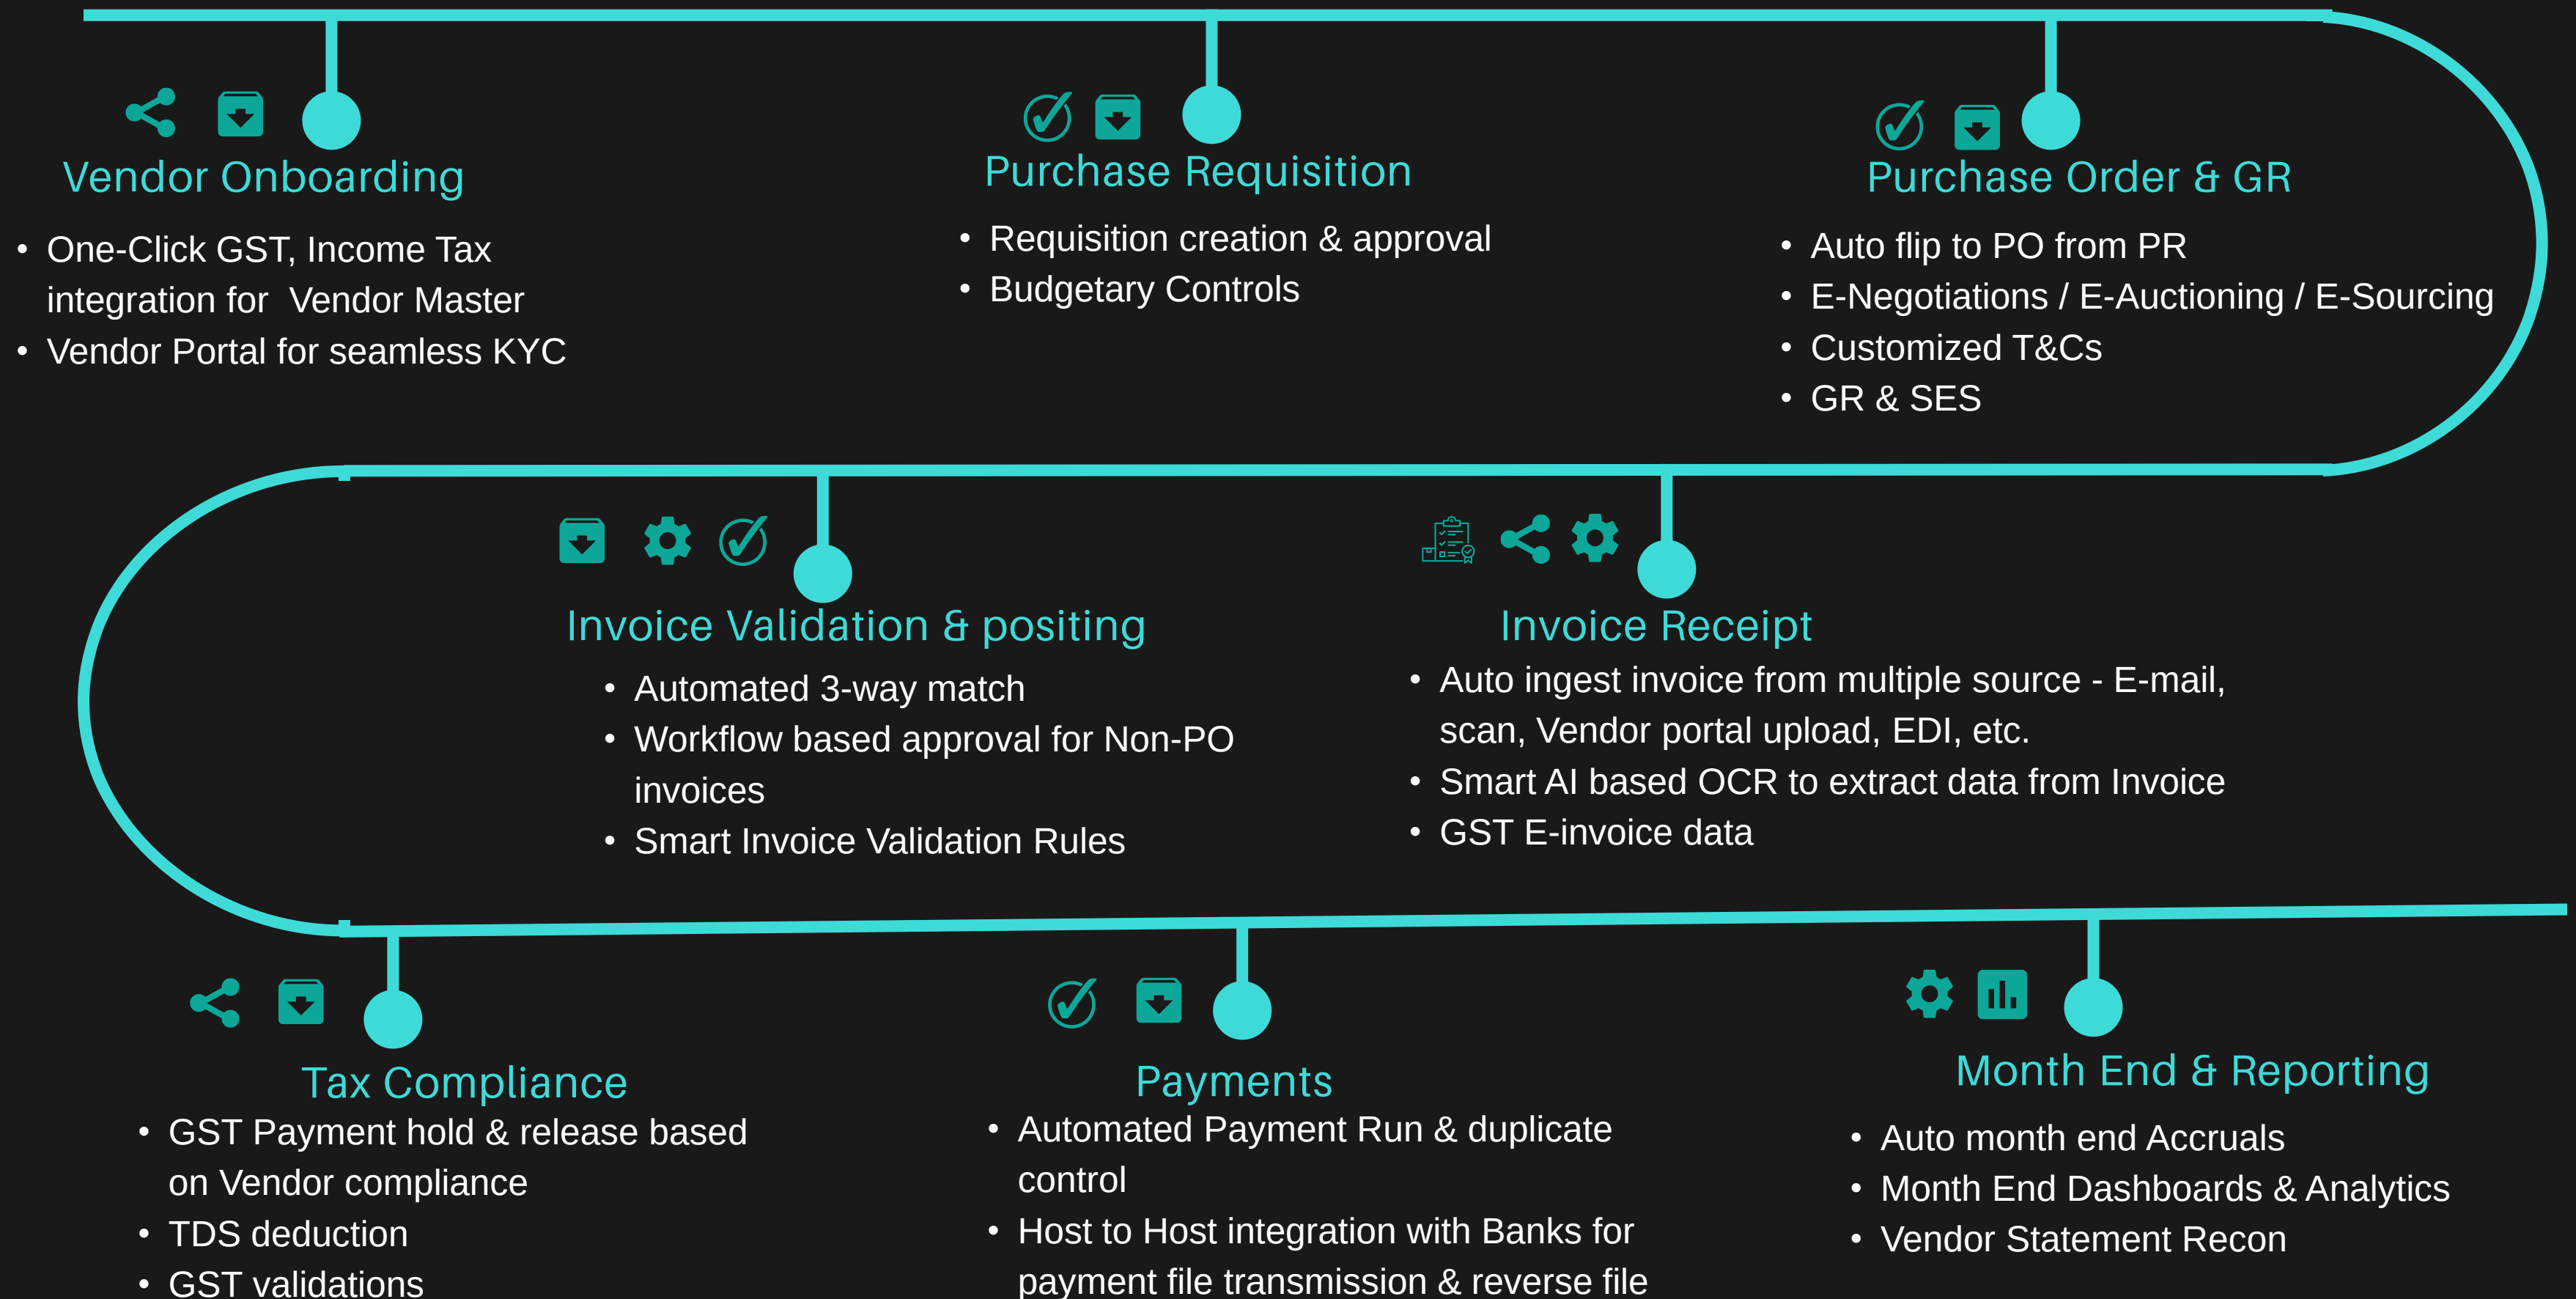 Vendor Onboarding
• One-Click GST, Income Tax
integration for  Vendor Master
• Vendor Portal for seamless KYC
Purchase Requisition
• Requisition creation & approval
• Budgetary Controls
Purchase Order & GR
• Auto flip to PO from PR
• E-Negotiations / E-Auctioning / E-Sourcing
• Customized T&Cs
• GR & SES
Invoice Validation & positing
• Automated 3-way match
• Workflow based approval for Non-PO
invoices
• Smart Invoice Validation Rules
Invoice Receipt
• Auto ingest invoice from multiple source - E-mail,
scan, Vendor portal upload, EDI, etc.
• Smart AI based OCR to extract data from Invoice
• GST E-invoice data
Tax Compliance
• GST Payment hold & release based
on Vendor compliance
• TDS deduction
• GST validations
Payments
• Automated Payment Run & duplicate
control
• Host to Host integration with Banks for
payment file transmission & reverse file
Month End & Reporting
• Auto month end Accruals
• Month End Dashboards & Analytics
• Vendor Statement Recon